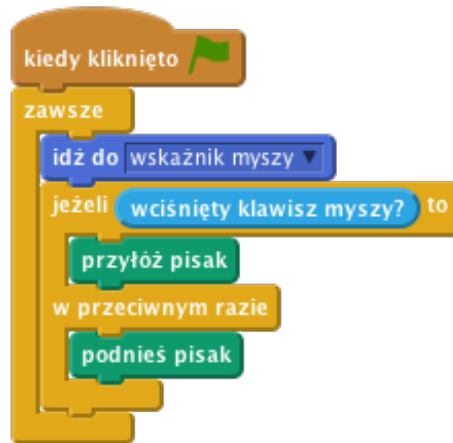 kiedy kliknięto
zawsze
idź do wskaźnik myszy
jeżeli wciśnięty klawisz myszy? to
przyłóż pisak
w przeciwnym razie
podnieś pisak